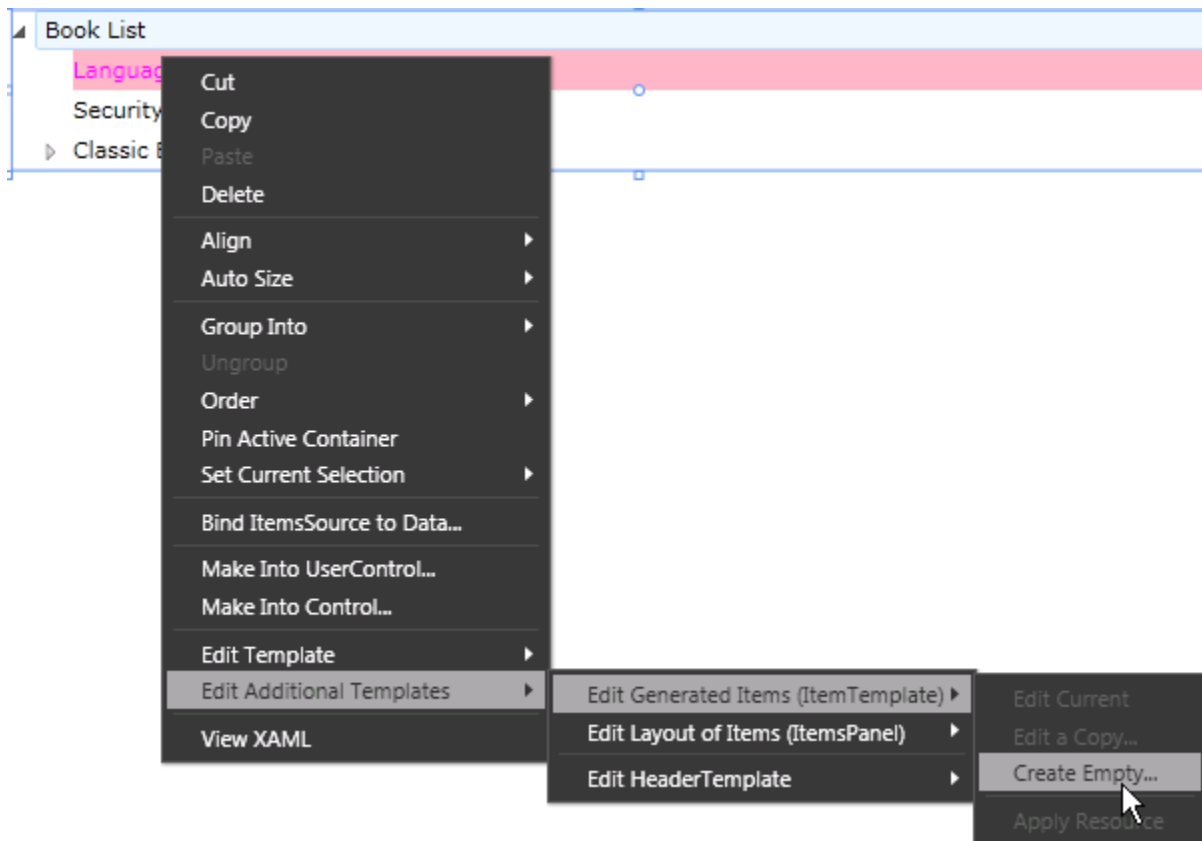 Book List
Languag
Cut
Security
Copy
Classic
Paste
Delete
Align
Auto Size
Group Into
Ungroup
Order
Pin Active Container
Set Current Selection
Bind ItemsSource to Data...
Make Into UserControl...
Make Into Control...
Edit Template
Edit Additional Templates
View XAML
Edit Generated Items (ItemTemplate)
Edit Layout of Items (ItemsPanel)
Edit HeaderTemplate
Edit Current
Edit a Copy...
Create Empty...
Apply Resource